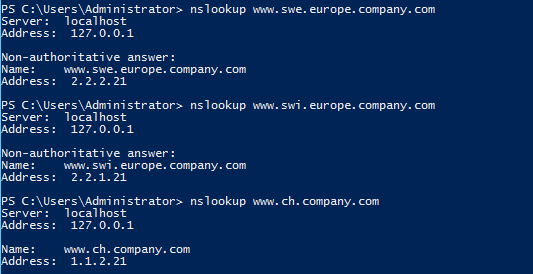 PS C:\Users\Administrator> nslookup www.swe.europe.company.com
Server:  localhost
Address:  127.0.0.1
Non-authoritative answer:
Name:    www.swe.europe.company.com
Address:  2.2.2.21
PS C:\Users\Administrator> nslookup www.swi.europe.company.com
Server:  localhost
Address:  127.0.0.1
Non-authoritative answer:
Name:    www.swi.europe.company.com
Address:  2.2.1.21
PS C:\Users\Administrator> nslookup www.ch.company.com
Server:  localhost
Address:  127.0.0.1
Name:    www.ch.company.com
Address:  1.1.2.21